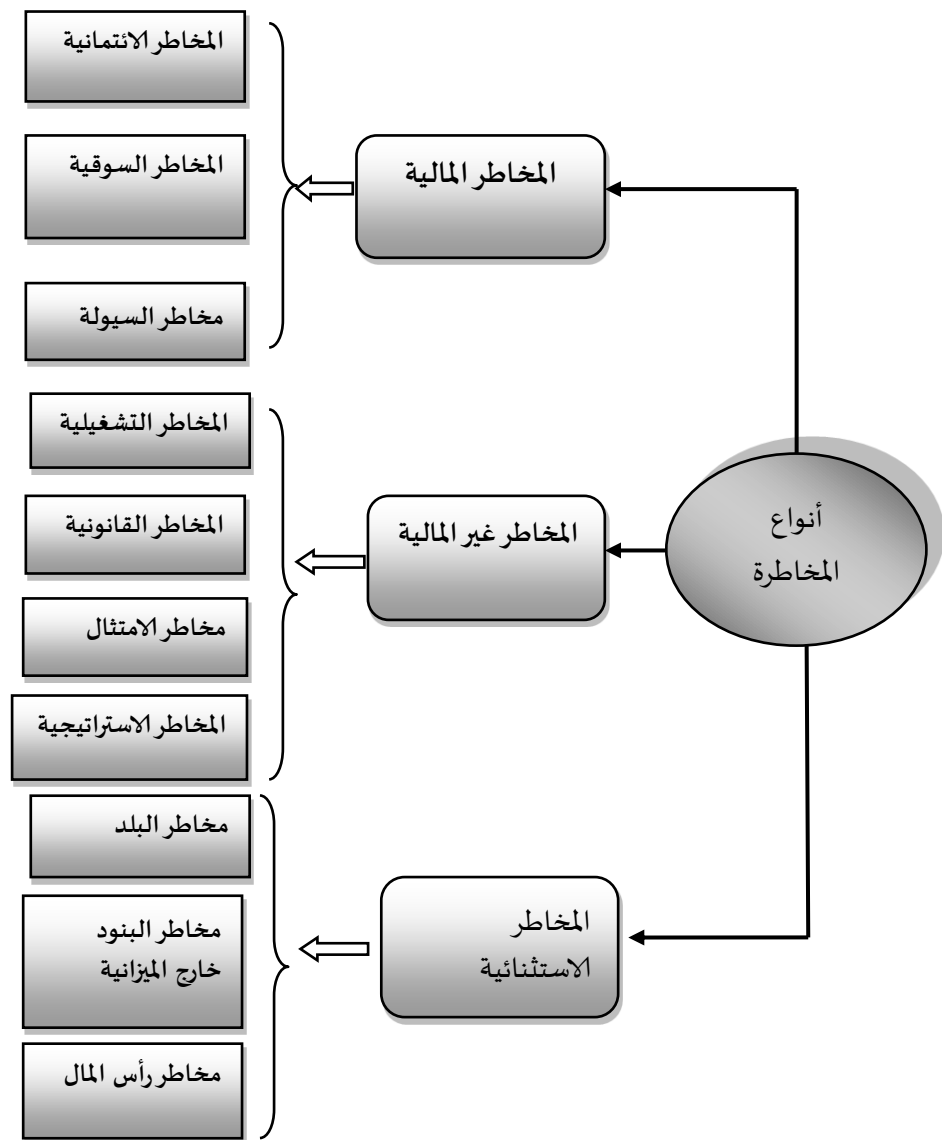 أنواع
المخاطرة
المخاطر المالية
المخاطر الائتمانية
المخاطر السوقية
مخاطر السيولة
المخاطر غير المالية
المخاطر التشغيلية
المخاطر القانونية
مخاطر الامتثال
المخاطر الاستراتيجية
المخاطر
الاستثنائية
مخاطر البلد
مخاطر البنود
خارج الميزانية
مخاطر رأس المال